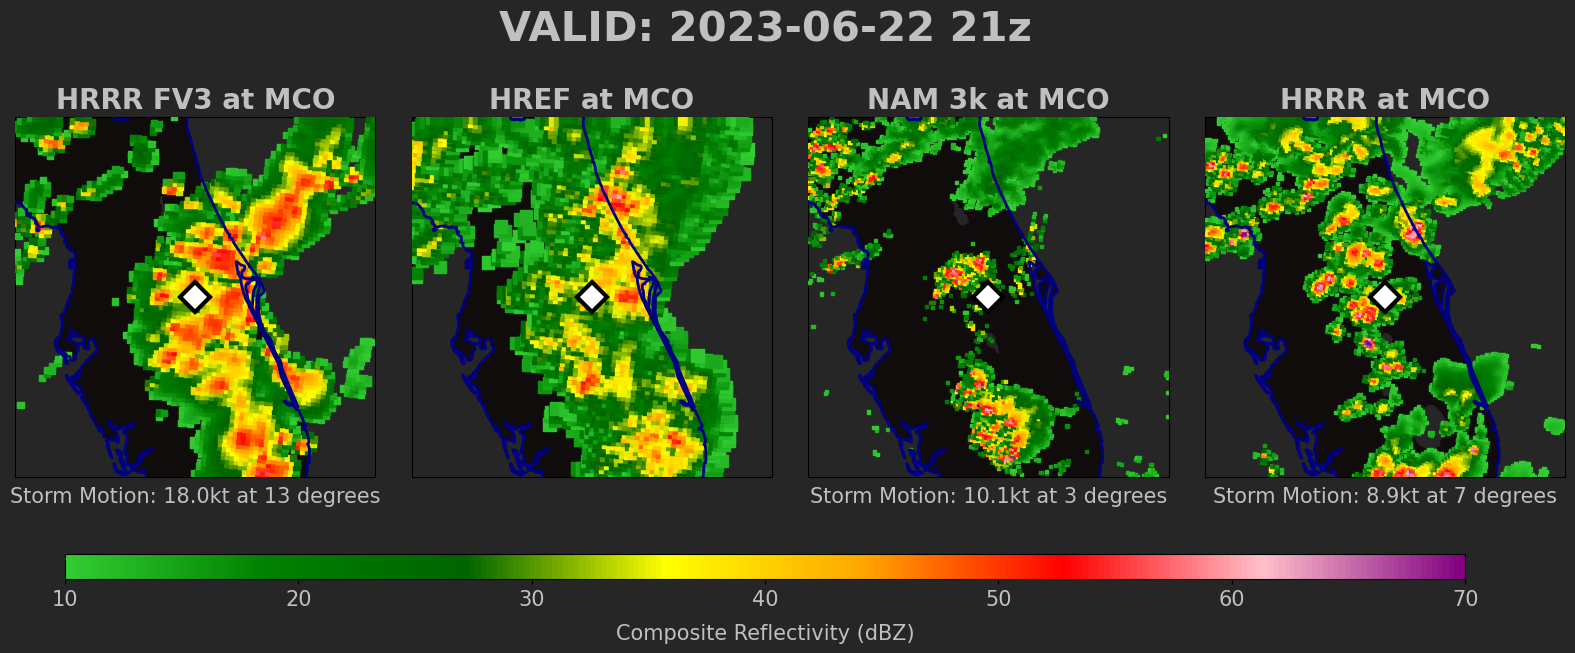 VALID: 2023-06-22 21z
HRRR FV3 at MCO
HREF at MCO
NAM 3k at MCO
HRRR at MCO
Storm Motion: 18.0kt at 13 degrees
Storm Motion: 10.1kt at 3 degrees
Storm Motion: 8.9kt at 7 degrees
10 20 30 40 50 60 70
Composite Reflectivity (dBZ)